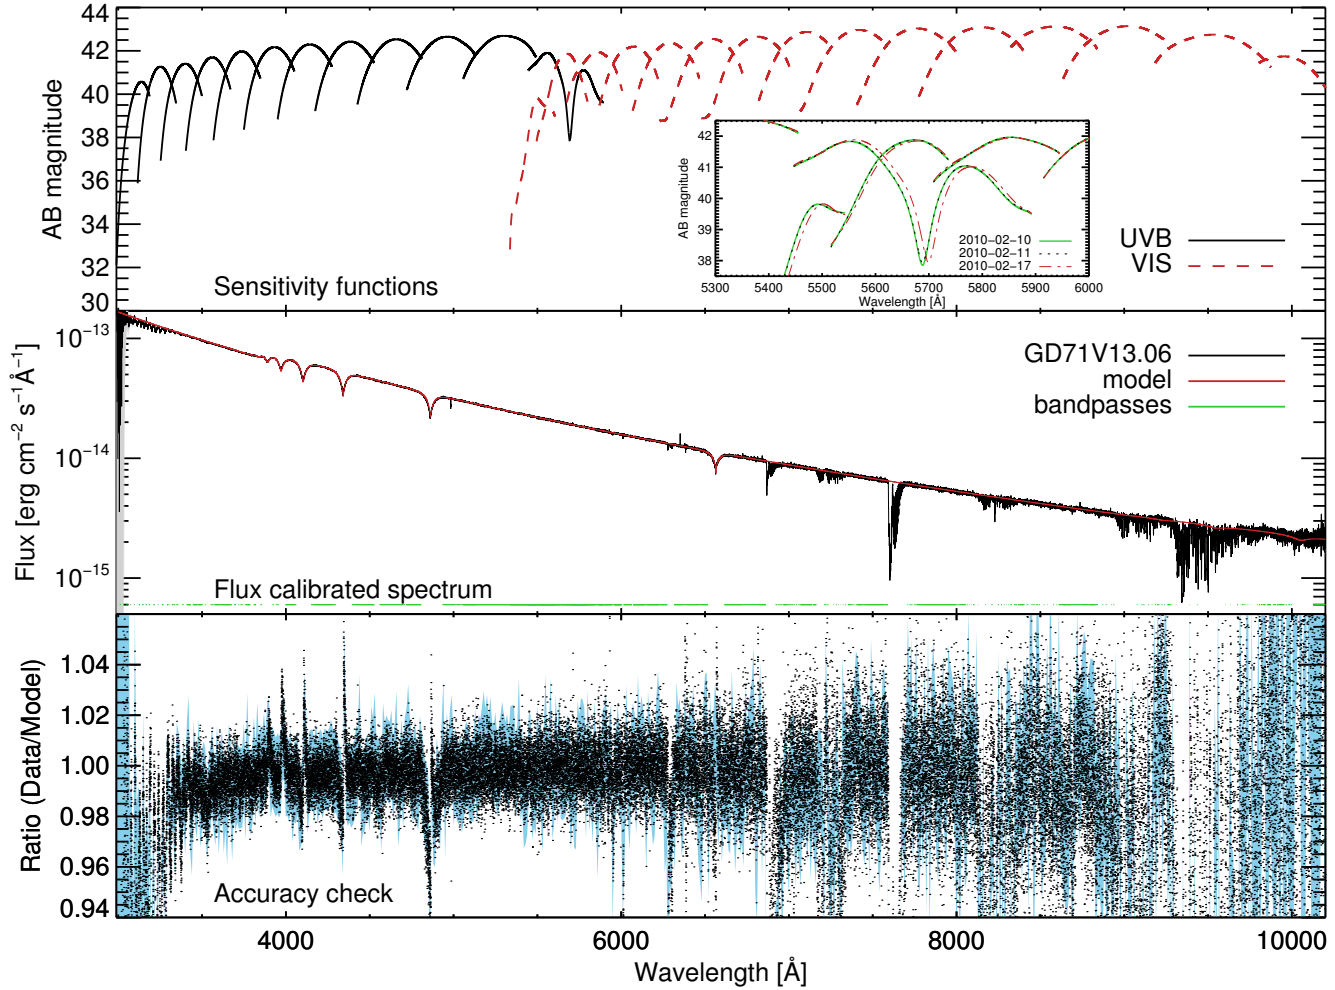 44
42
40
38
36
34
32
30
AB magnitude
Sensitivity functions
UVB
VIS
42
41
40
39
38
AB magnitude
2010-02-10
2010-02-11
2010-02-17
5300 5400 5500 5600 5700 5800 5900 6000
Wavelength [Å]
10⁻¹³
10⁻¹⁴
10⁻¹⁵
Flux [erg cm⁻² s⁻¹ Å⁻¹]
GD71V13.06
model
bandpasses
Flux calibrated spectrum
1.04
1.02
1.00
0.98
0.96
0.94
Ratio (Data/Model)
Accuracy check
4000 6000 8000 10000
Wavelength [Å]